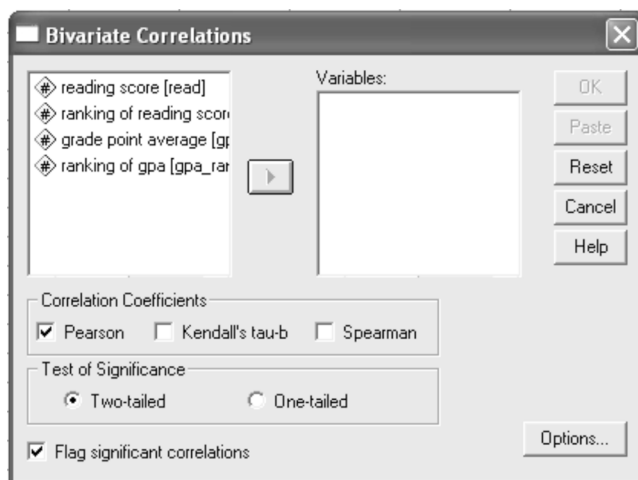 Bivariate Correlations
Variables:
reading score [read]
ranking of reading scor
grade point average [gp
ranking of gpa [gpa_ran
OK
Paste
Reset
Cancel
Help
Correlation Coefficients
Pearson Kendall's tau-b Spearman
Test of Significance
Two-tailed One-tailed
Flag significant correlations
Options...